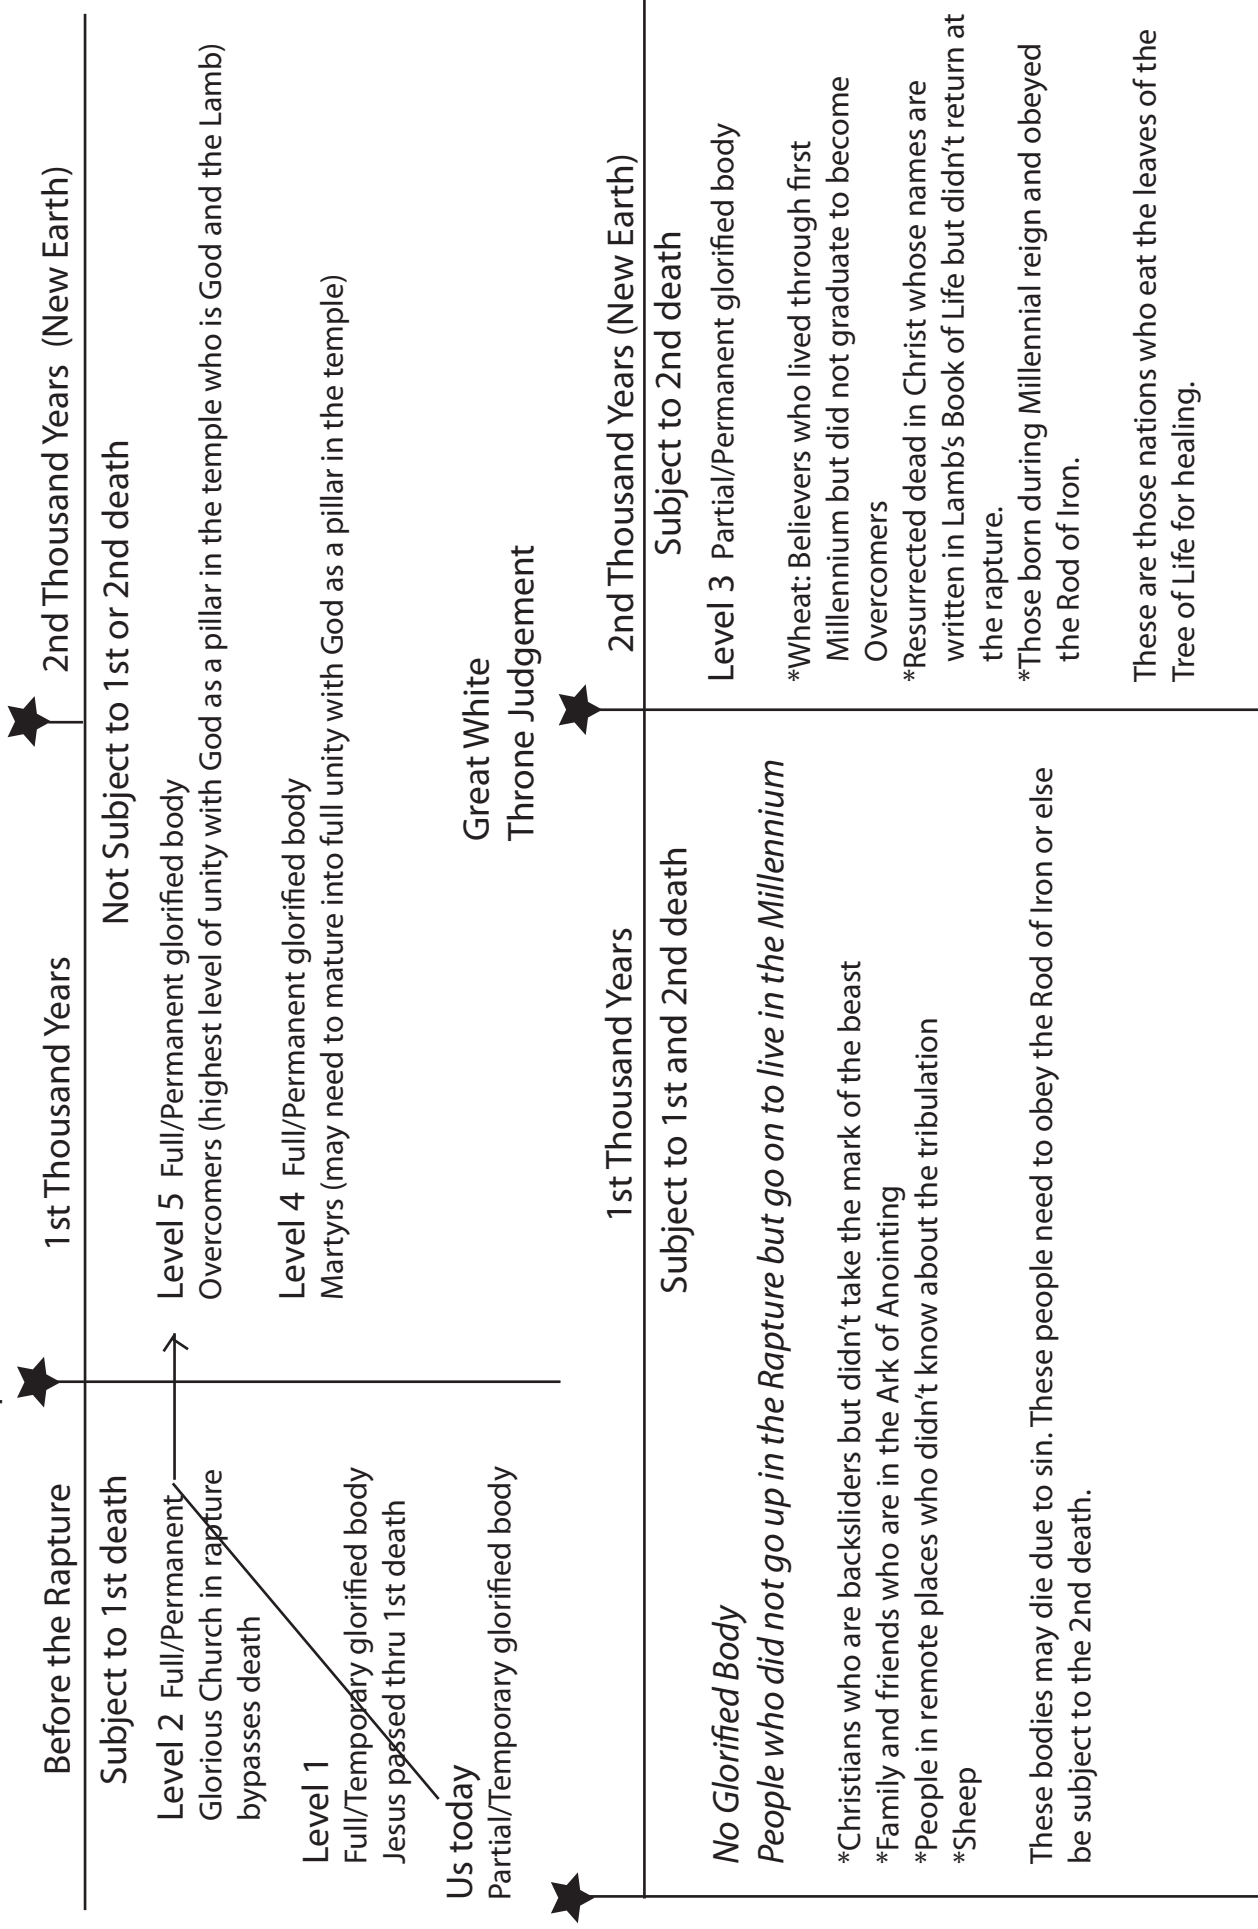 Before the Rapture
1st Thousand Years
2nd Thousand Years (New Earth)
Subject to 1st death
Not Subject to 1st or 2nd death
Level 2 Full/Permanent
Glorious Church in rapture
bypasses death
Level 1
Full/Temporary glorified body
Jesus passed thru 1st death
Us today
Partial/Temporary glorified body
Level 5 Full/Permanent glorified body
Overcomers (highest level of unity with God as a pillar in the temple who is God and the Lamb)
Level 4 Full/Permanent glorified body
Martyrs (may need to mature into full unity with God as a pillar in the temple)
Great White
Throne Judgement
1st Thousand Years
2nd Thousand Years (New Earth)
Subject to 1st and 2nd death
No Glorified Body
People who did not go up in the Rapture but go on to live in the Millennium
*Christians who are backsliders but didn't take the mark of the beast
*Family and friends who are in the Ark of Anointing
*People in remote places who didn't know about the tribulation
*Sheep
These bodies may die due to sin. These people need to obey the Rod of Iron or else
be subject to the 2nd death.
Subject to 2nd death
Level 3 Partial/Permanent glorified body
*Wheat: Believers who lived through first
Millennium but did not graduate to become
Overcomers
*Resurrected dead in Christ whose names are
written in Lamb's Book of Life but didn't return at
the rapture.
*Those born during Millennial reign and obeyed
the Rod of Iron.
These are those nations who eat the leaves of the
Tree of Life for healing.